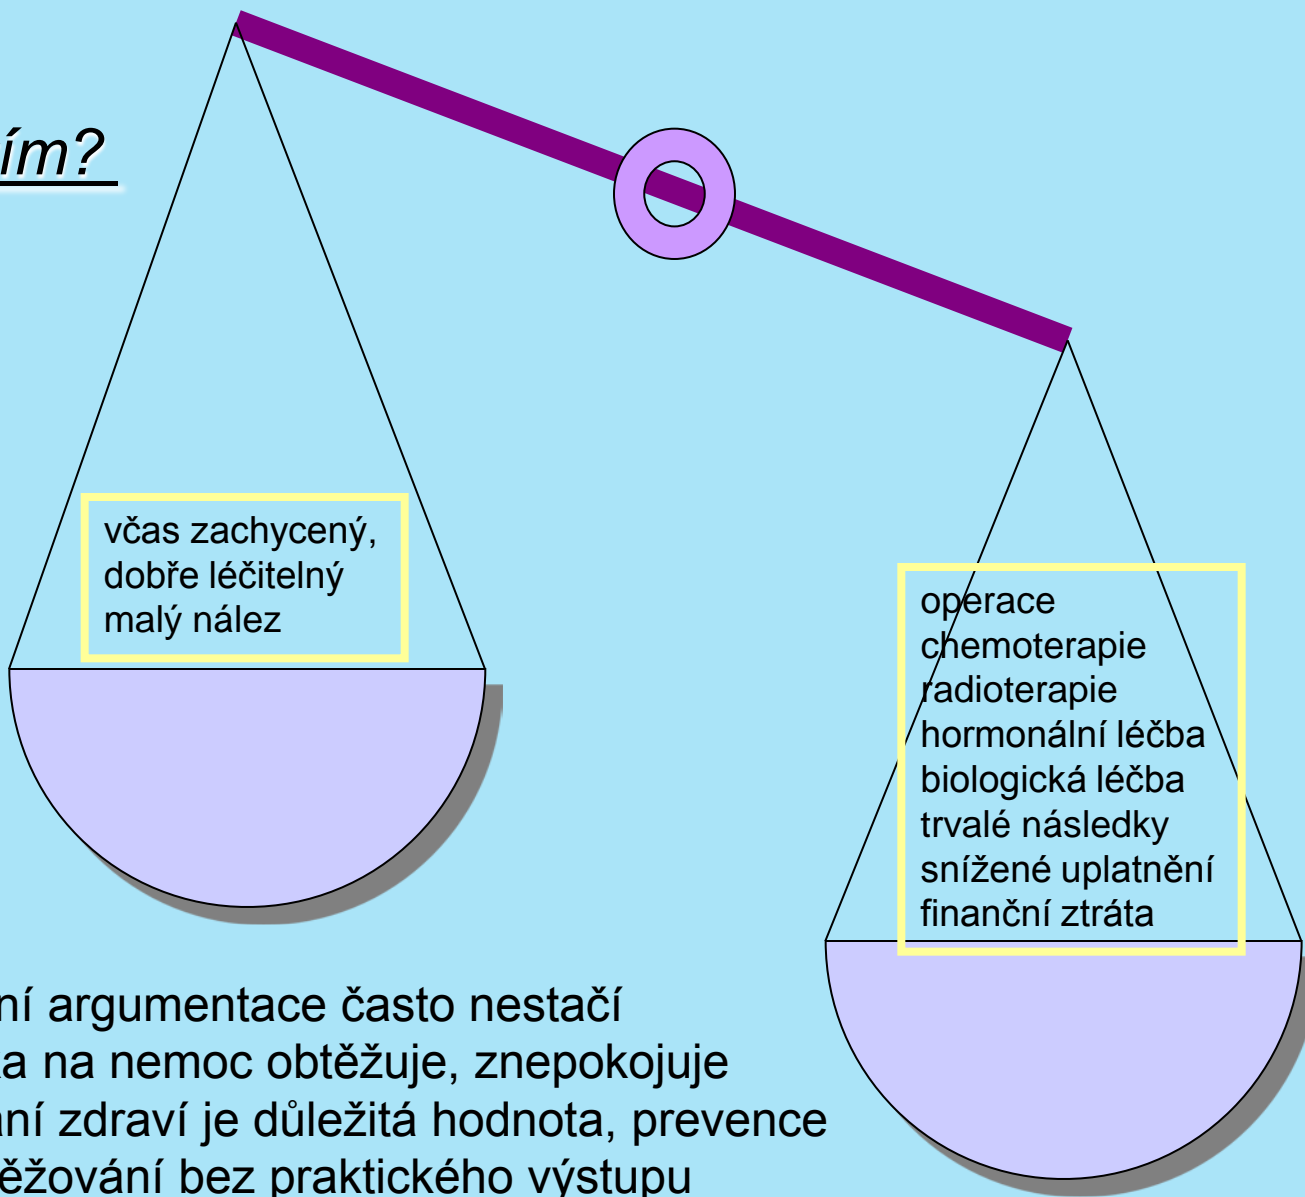 ím?
včas zachycený,
dobře léčitelný
malý nález
operace
chemoterapie
radioterapie
hormonální léčba
biologická léčba
trvalé následky
snížené uplatnění
finanční ztráta
ní argumentace často nestačí
a na nemoc obtěžuje, znepokojuje
ání zdraví je důležitá hodnota, prevence
ěžování bez praktického výstupu